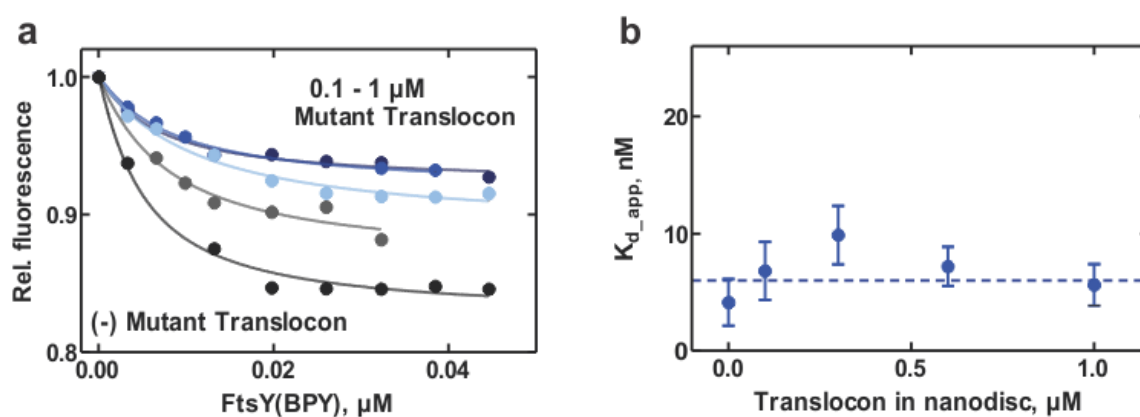 a
1.0
0.9
0.8
Rel. fluorescence
0.1 - 1 µM
Mutant Translocon
(-) Mutant Translocon
0.00
0.02
0.04
FtsY(BPY), µM
b
20
10
0
Kd_app, nM
0.0
0.5
1.0
Translocon in nanodisc, µM